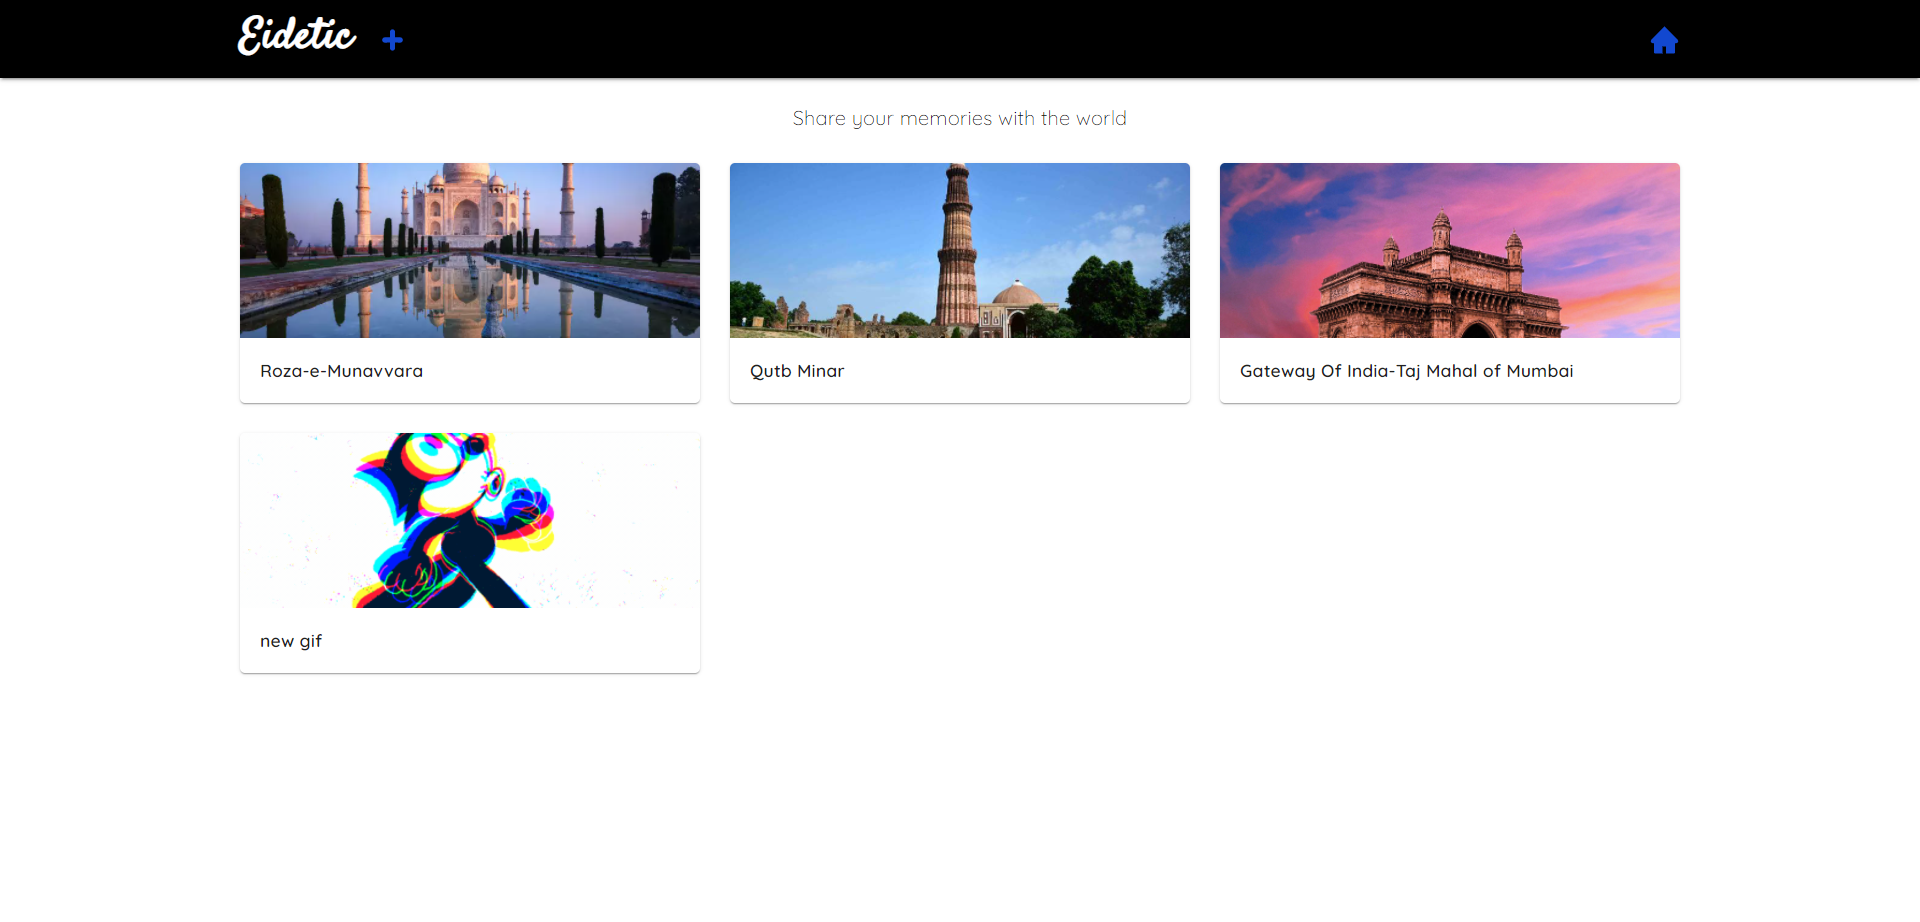 Eidetic
Share your memories with the world
Roza-e-Munavvara
Qutb Minar
Gateway Of India-Taj Mahal of Mumbai
new gif